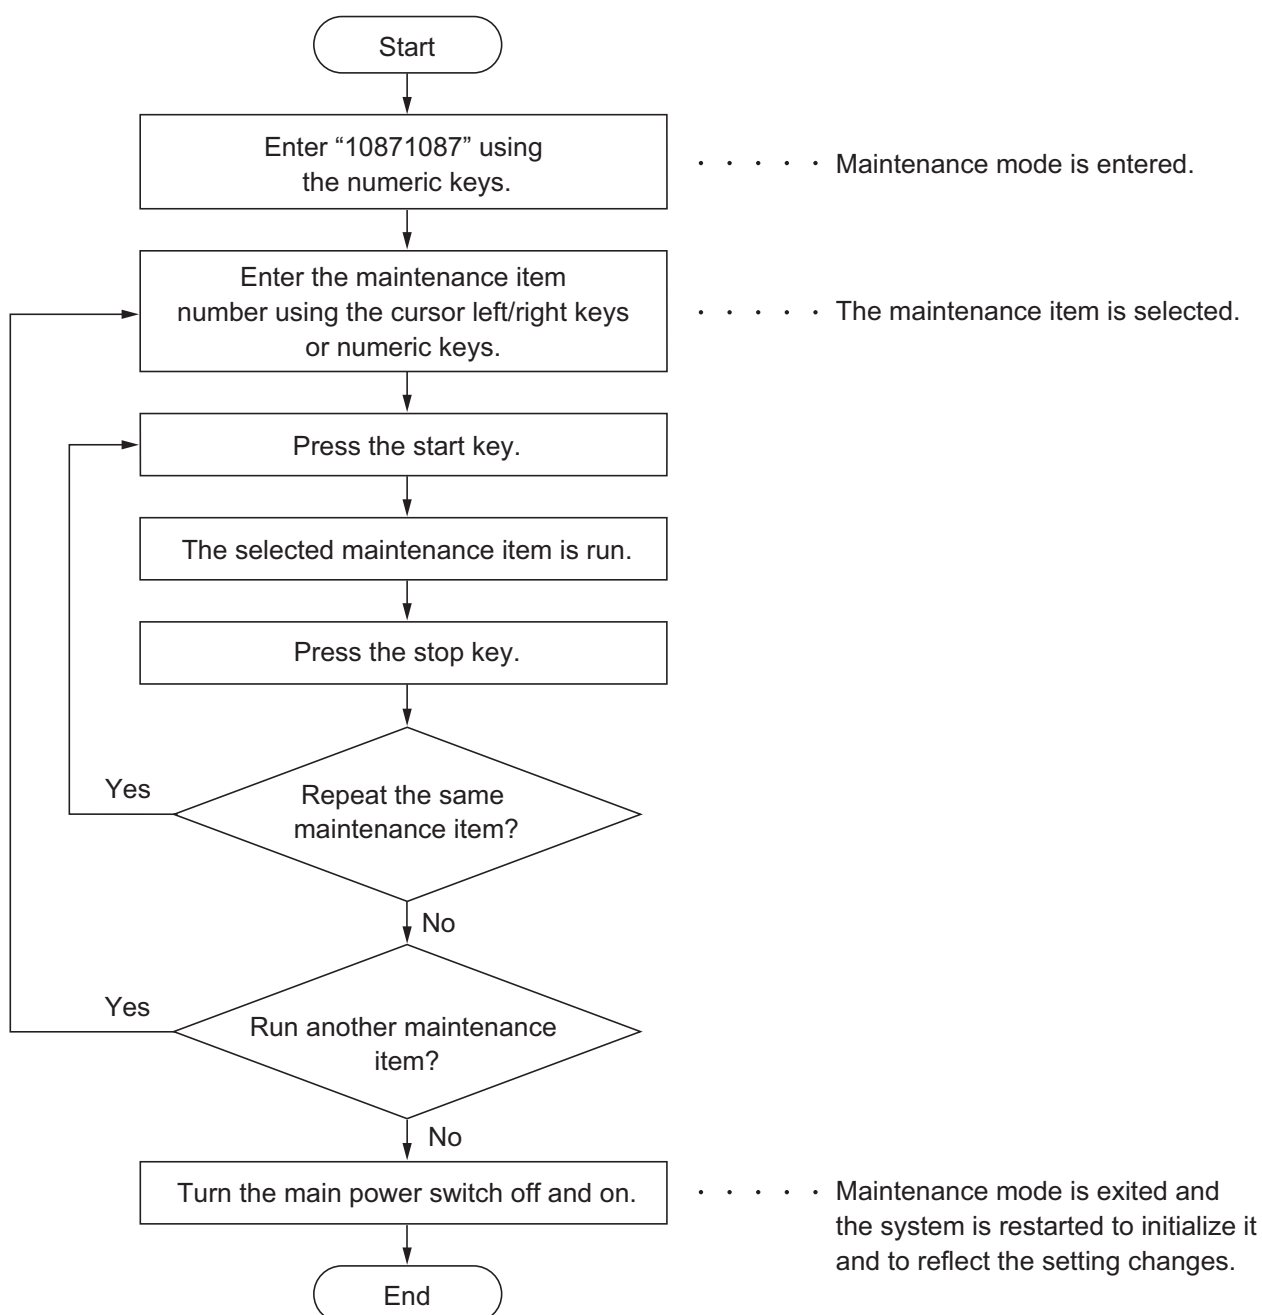 Start
Enter “10871087” using
the numeric keys.
· · · · · Maintenance mode is entered.
Enter the maintenance item
number using the cursor left/right keys
or numeric keys.
· · · · · The maintenance item is selected.
Press the start key.
The selected maintenance item is run.
Press the stop key.
Yes
Repeat the same
maintenance item?
No
Yes
Run another maintenance
item?
No
Turn the main power switch off and on.
· · · · · Maintenance mode is exited and
the system is restarted to initialize it
and to reflect the setting changes.
End